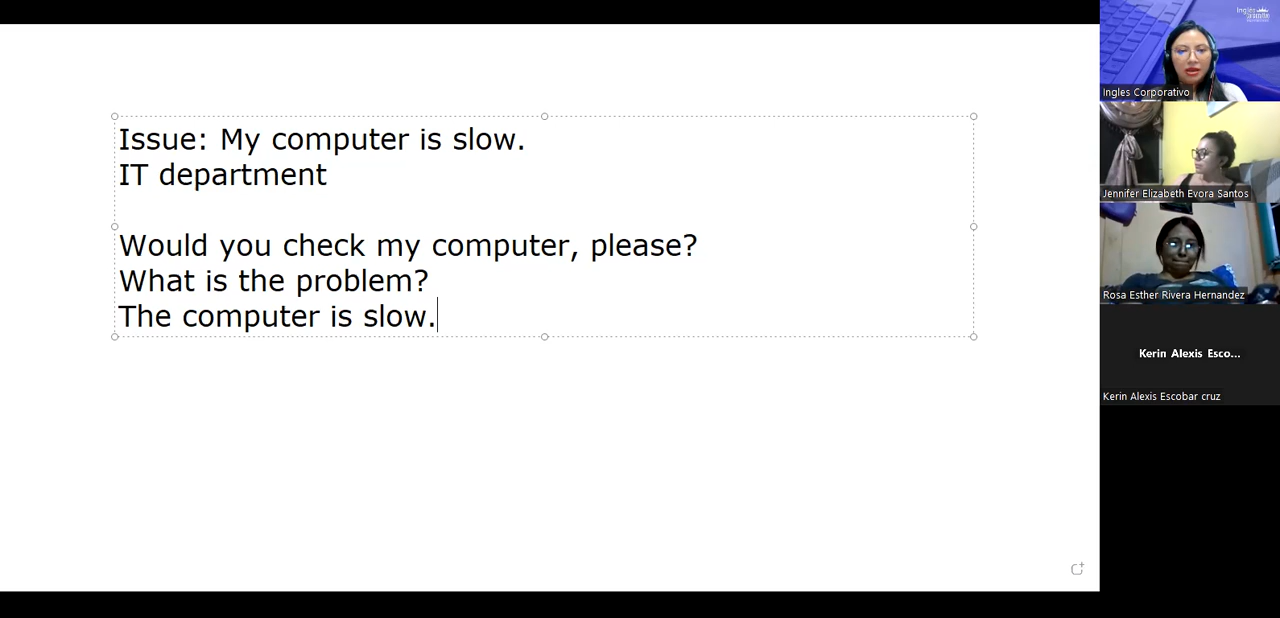 Issue: My computer is slow.
IT department
Would you check my computer, please?
What is the problem?
The computer is slow.
Ingles Corporativo
Jennifer Elizabeth Evora Santos
Rosa Esther Rivera Hernandez
Kerin Alexis Esco...
Kerin Alexis Escobar cruz